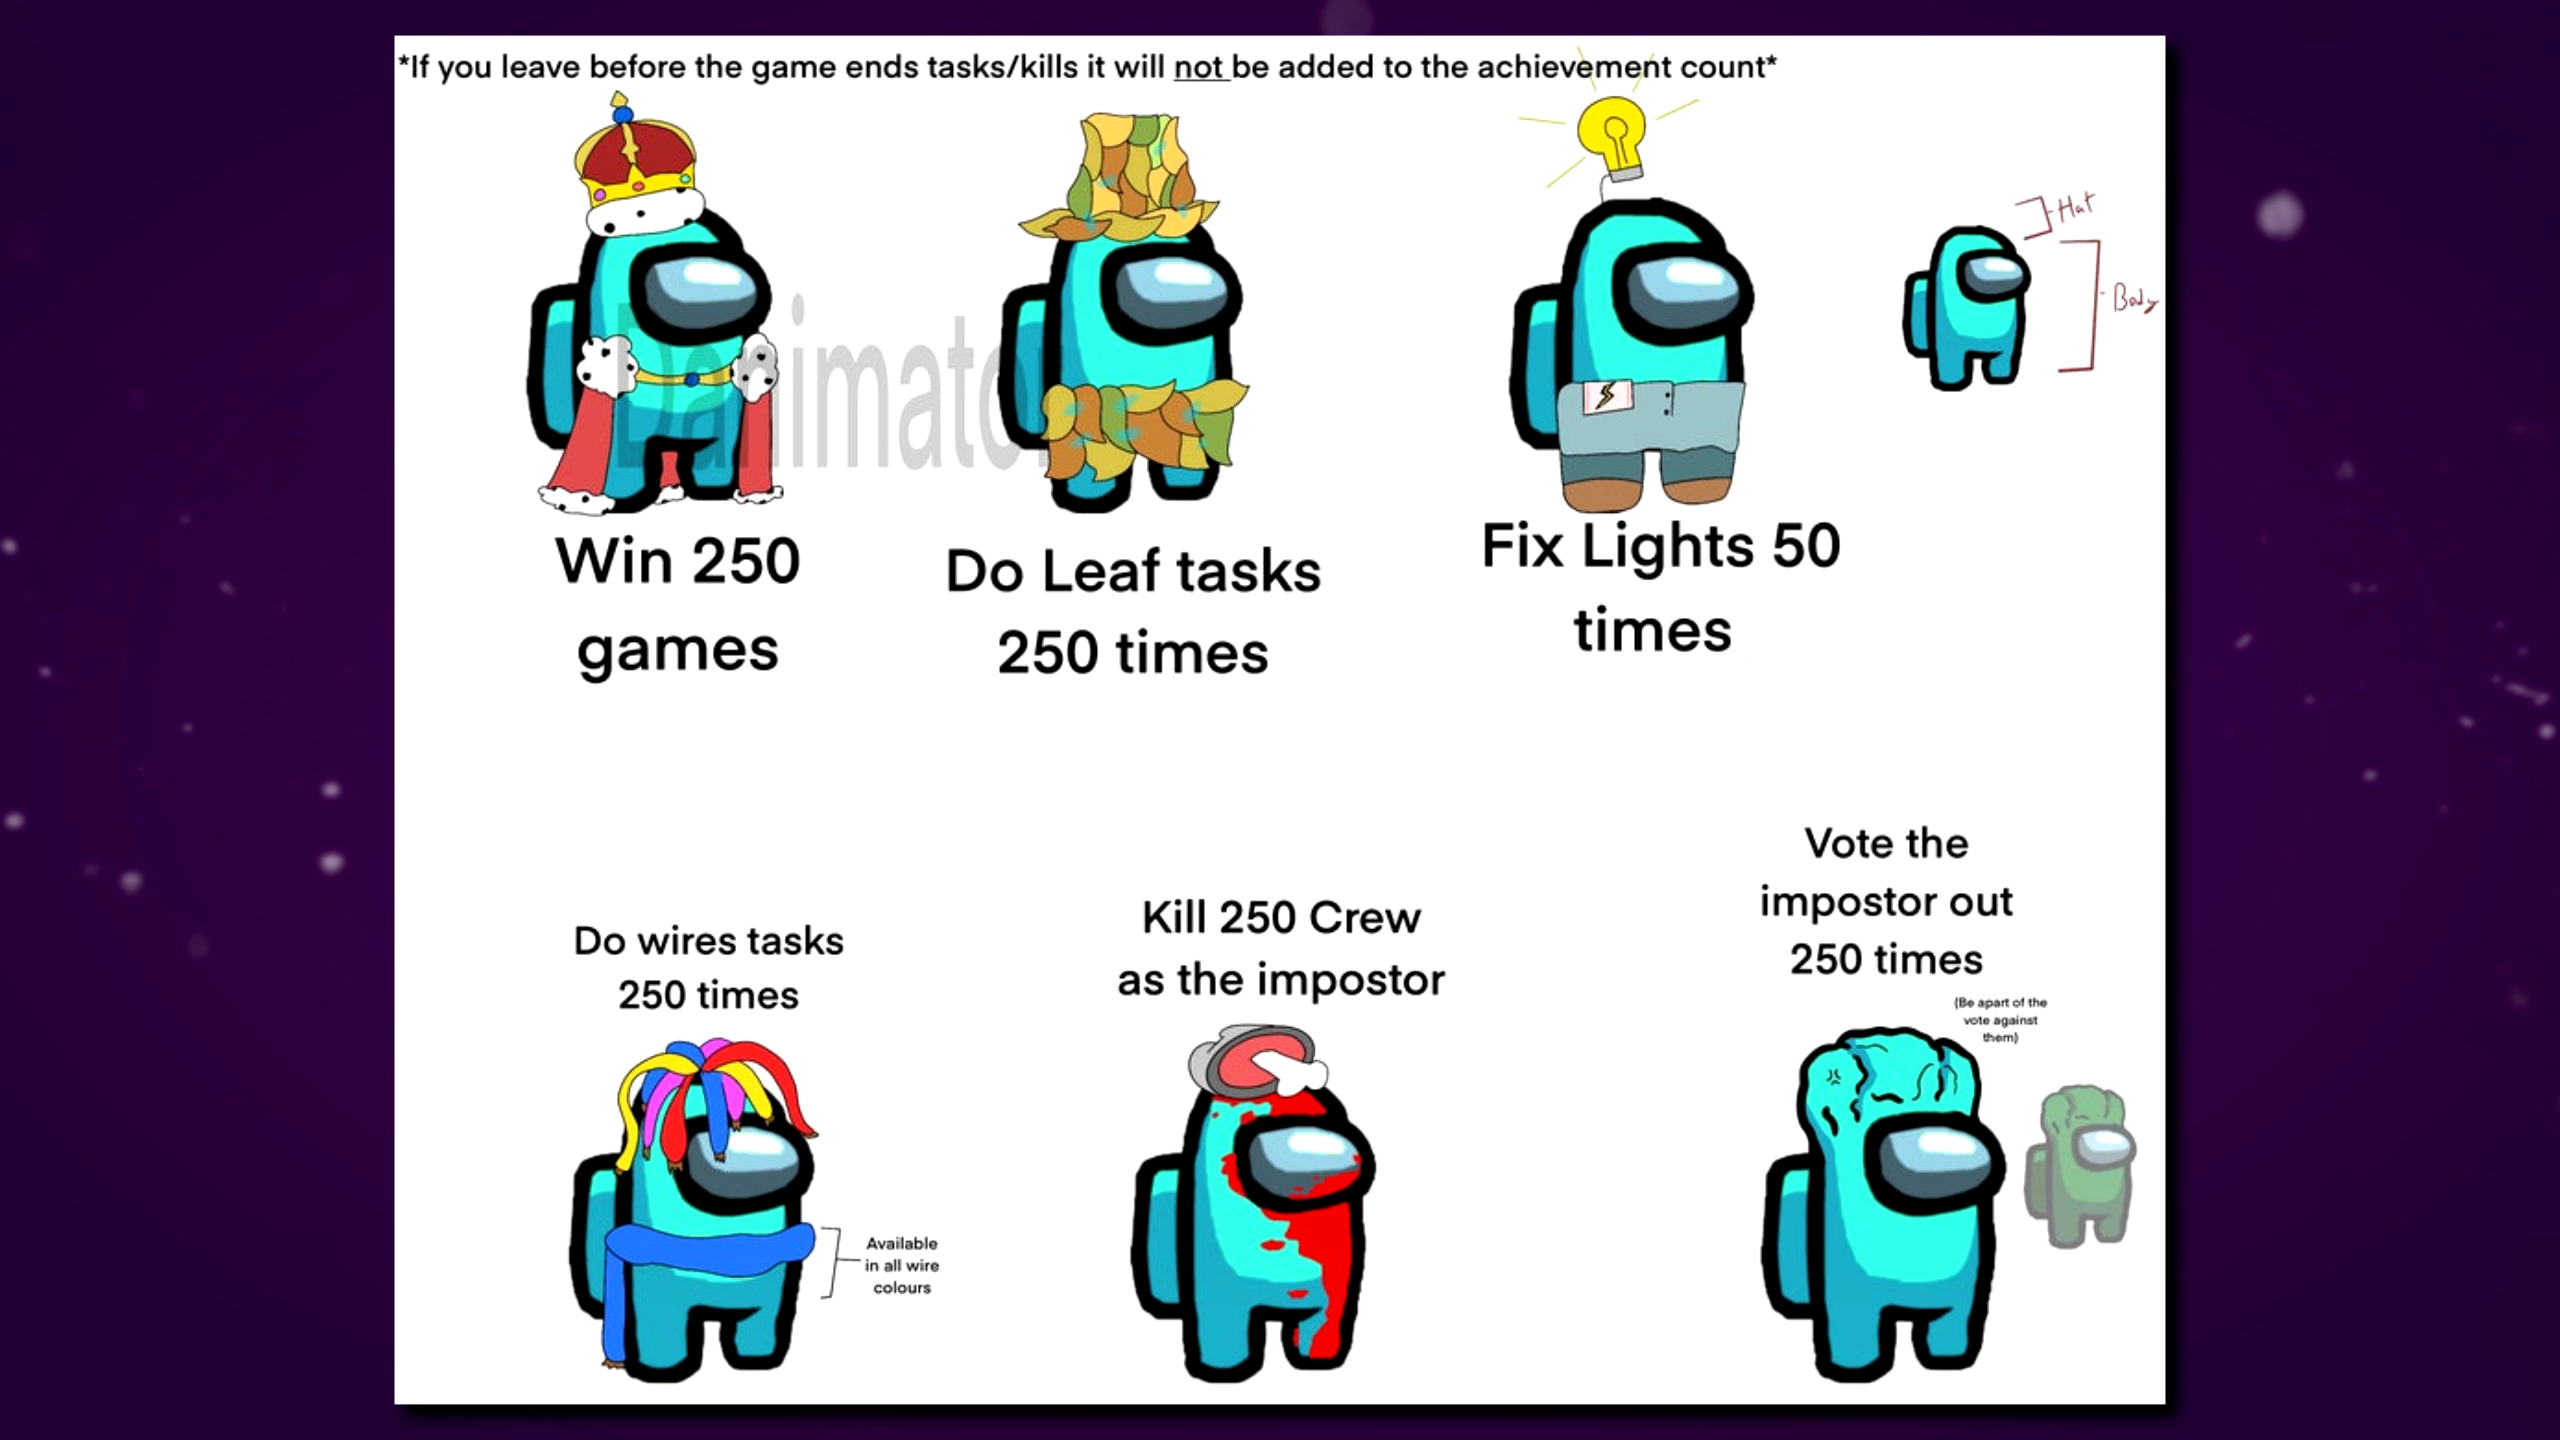 *If you leave before the game ends tasks/kills it will not be added to the achievement count*
Hat
Body
Danimato
Win 250
games
Do Leaf tasks
250 times
Fix Lights 50
times
Do wires tasks
250 times
Kill 250 Crew
as the impostor
Vote the
impostor out
250 times
(Be apart of the
vote against
them)
Available
in all wire
colours